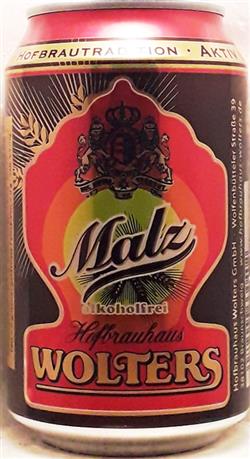 HOFBRAUTRADITION · AKTIV
Malz
alkoholfrei
Hofbrauhaus
WOLTERS
Hofbrauhaus Wolters GmbH · Wolfenbütteler Straße 39